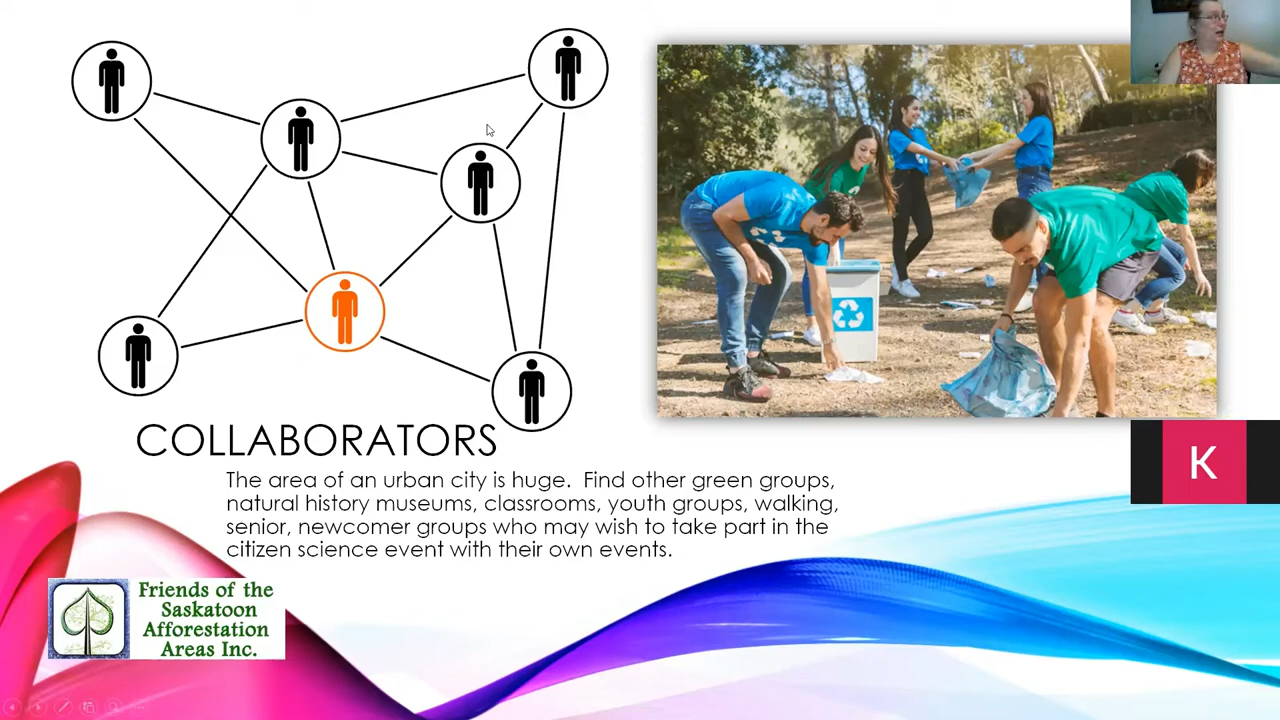 COLLABORATORS
The area of an urban city is huge.  Find other green groups,
natural history museums, classrooms, youth groups, walking,
senior, newcomer groups who may wish to take part in the
citizen science event with their own events.
Friends of the
Saskatoon
Afforestation
Areas Inc.
K